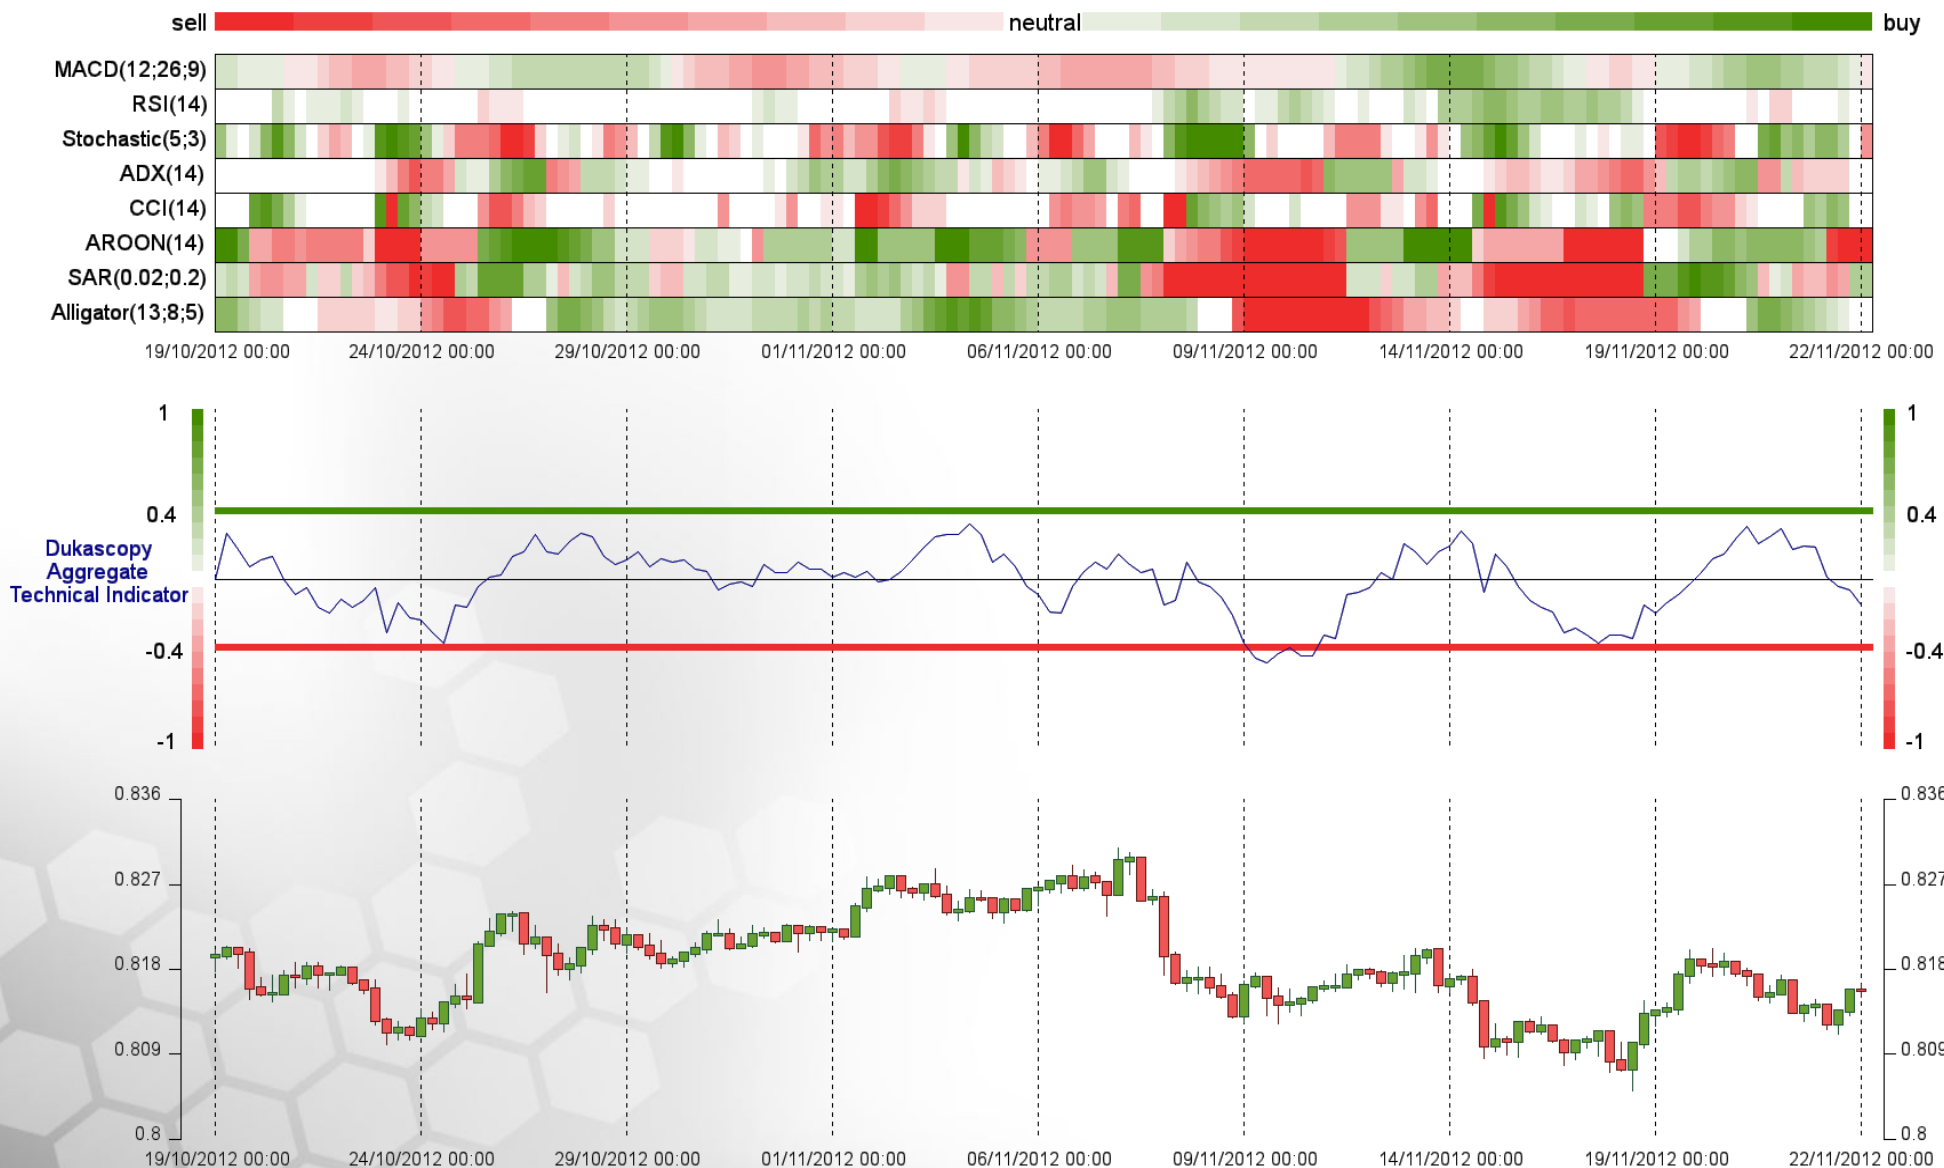 sell neutral buy
MACD(12;26;9)
RSI(14)
Stochastic(5;3)
ADX(14)
CCI(14)
AROON(14)
SAR(0.02;0.2)
Alligator(13;8;5)
19/10/2012 00:00 24/10/2012 00:00 29/10/2012 00:00 01/11/2012 00:00 06/11/2012 00:00 09/11/2012 00:00 14/11/2012 00:00 19/11/2012 00:00 22/11/2012 00:00
1 1
0.4 0.4
Dukascopy
Aggregate
Technical Indicator
-0.4 -0.4
-1 -1
0.836 0.836
0.827 0.827
0.818 0.818
0.809 0.809
0.8 0.8
19/10/2012 00:00 24/10/2012 00:00 29/10/2012 00:00 01/11/2012 00:00 06/11/2012 00:00 09/11/2012 00:00 14/11/2012 00:00 19/11/2012 00:00 22/11/2012 00:00